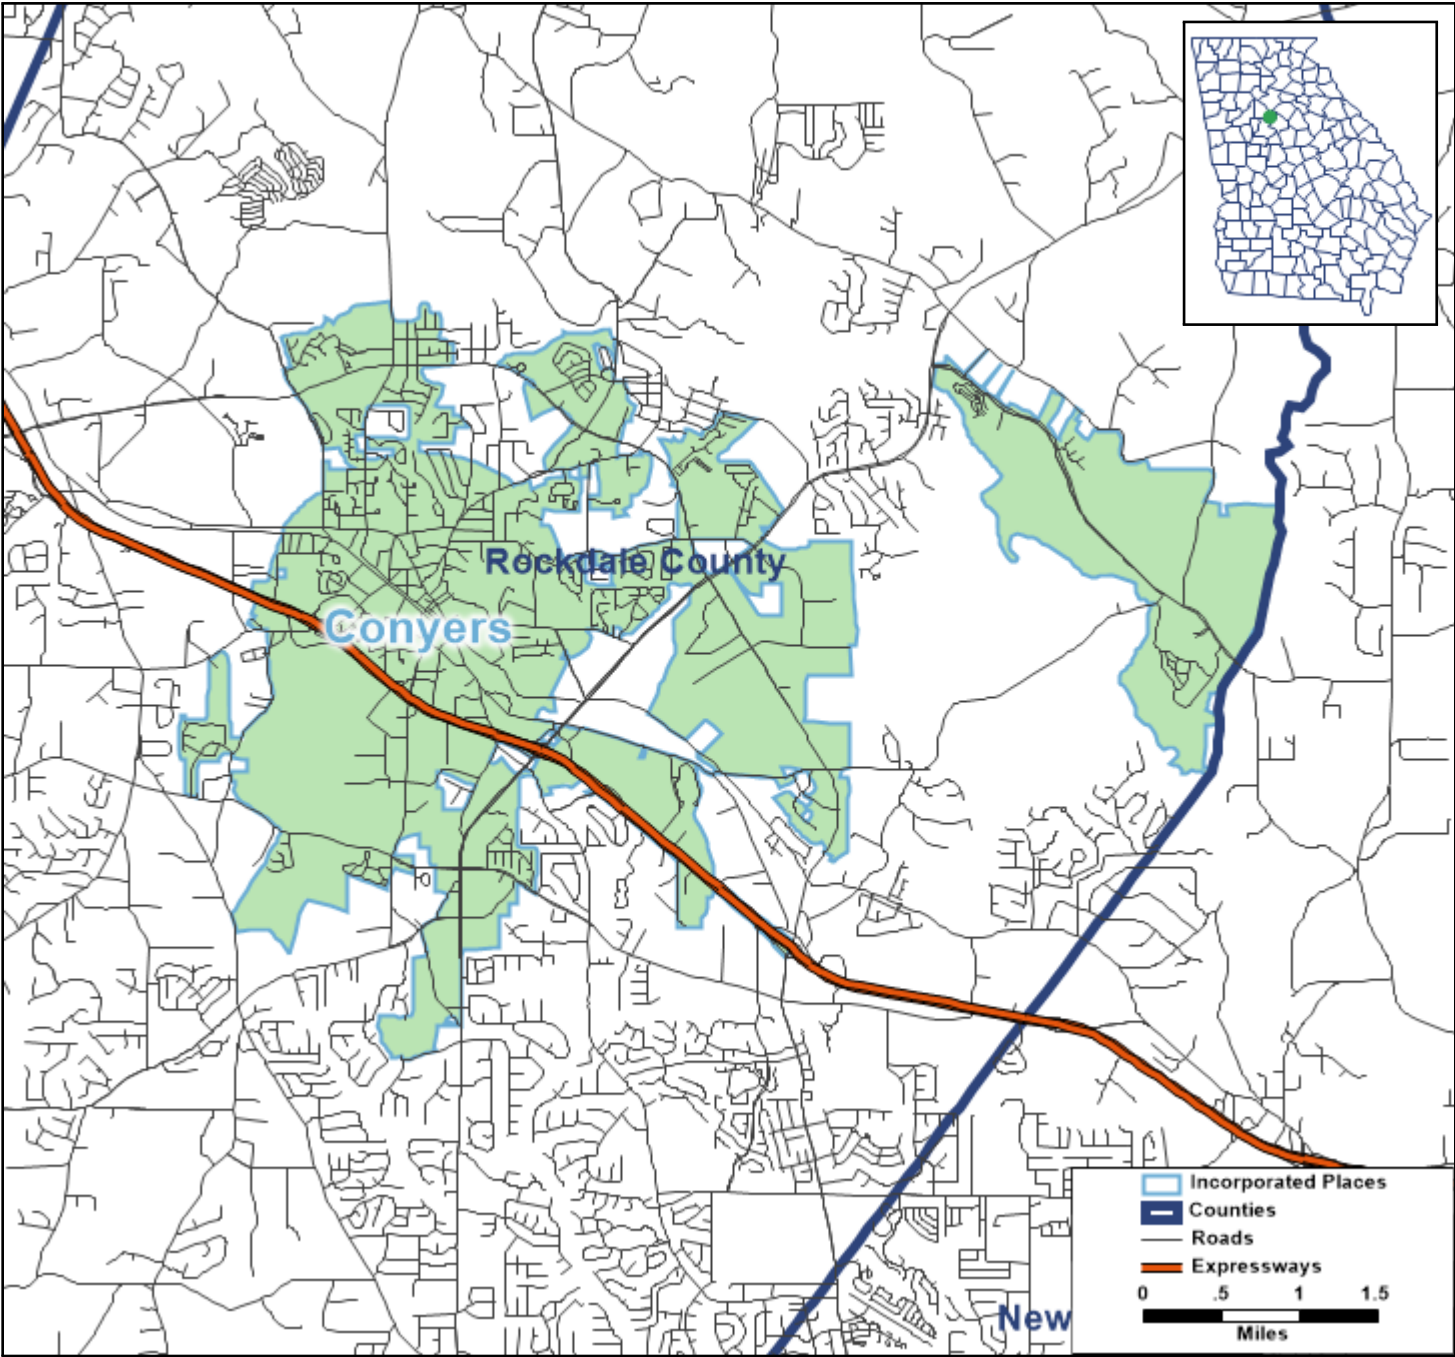 Rockdale County
Conyers
New
Incorporated Places
Counties
Roads
Expressways
0 .5 1 1.5
Miles